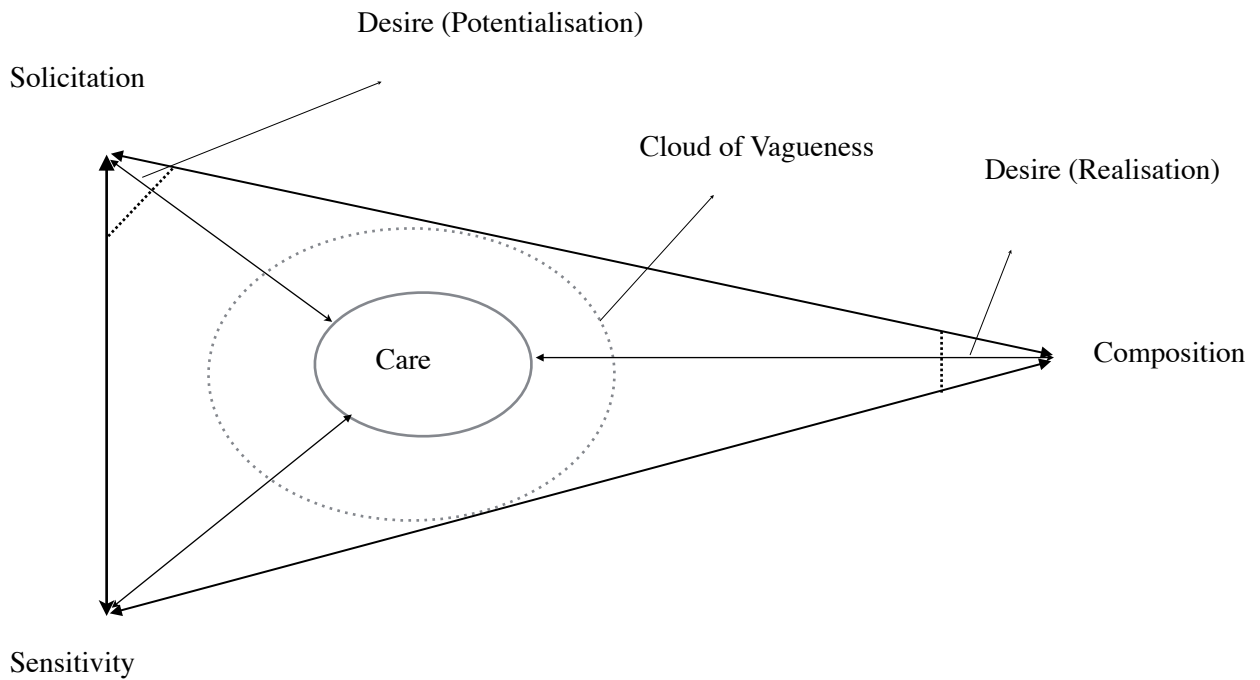 Desire (Potentialisation)
Solicitation
Cloud of Vagueness
Desire (Realisation)
Care
Composition
Sensitivity